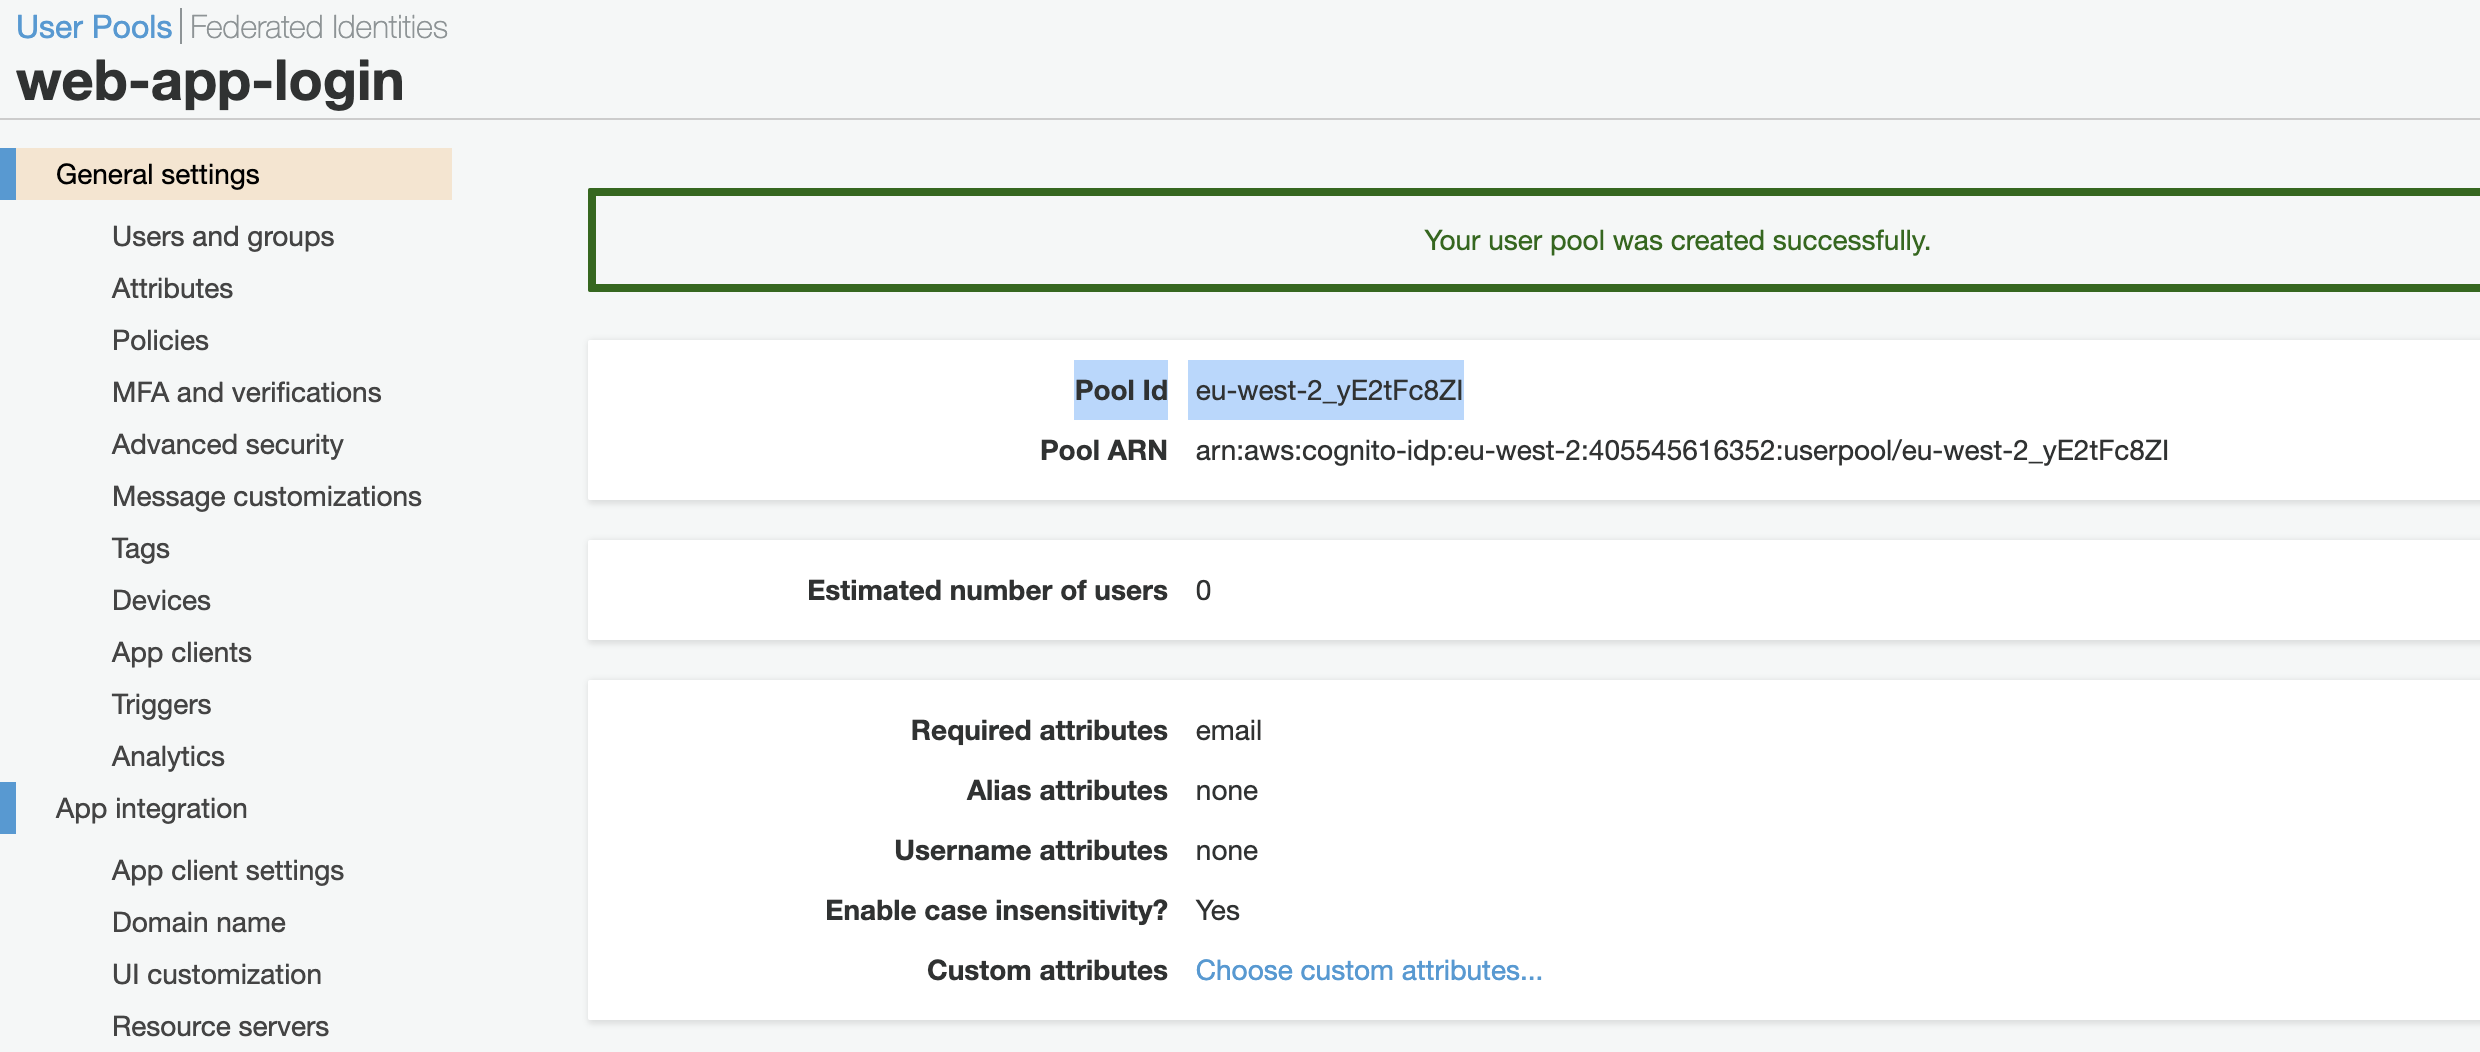 User Pools | Federated Identities
web-app-login
General settings
Users and groups
Attributes
Policies
MFA and verifications
Advanced security
Message customizations
Tags
Devices
App clients
Triggers
Analytics
App integration
App client settings
Domain name
UI customization
Resource servers
Your user pool was created successfully.
Pool Id eu-west-2_yE2tFc8ZI
Pool ARN arn:aws:cognito-idp:eu-west-2:405545616352:userpool/eu-west-2_yE2tFc8ZI
Estimated number of users 0
Required attributes email
Alias attributes none
Username attributes none
Enable case insensitivity? Yes
Custom attributes Choose custom attributes...